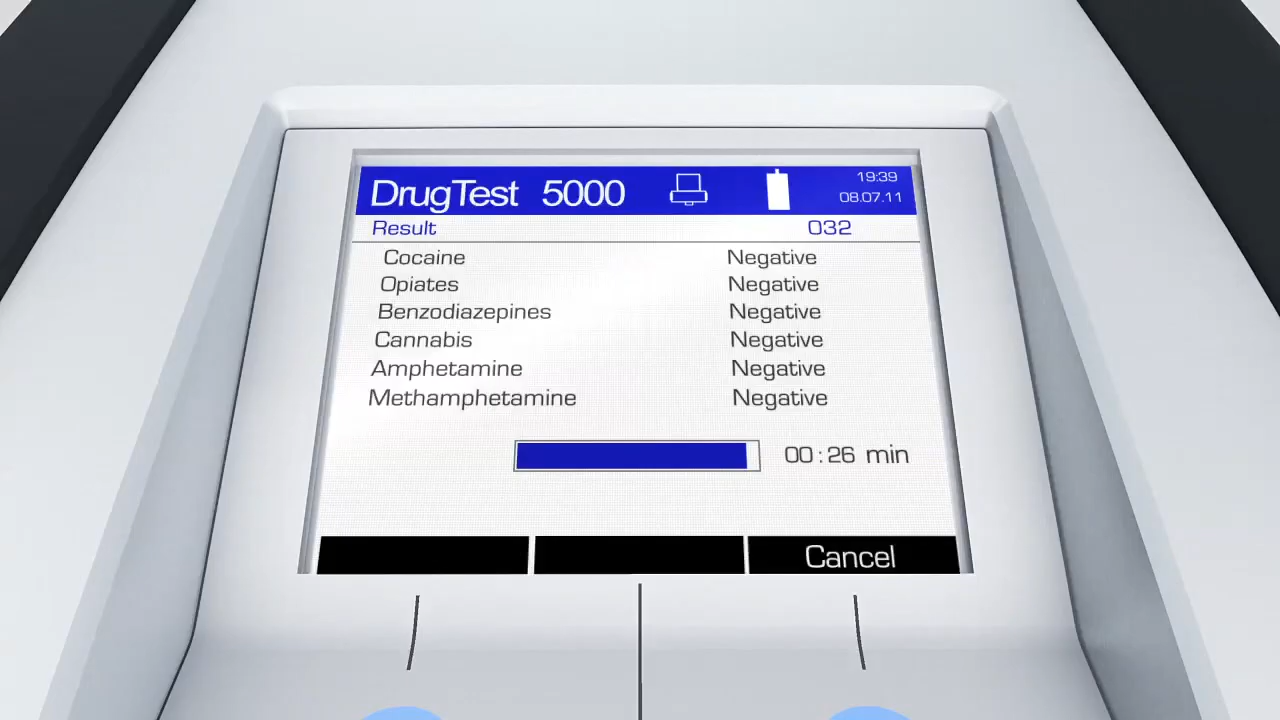 DrugTest 5000
19:39
08.07.11
Result 032
Cocaine Negative
Opiates Negative
Benzodiazepines Negative
Cannabis Negative
Amphetamine Negative
Methamphetamine Negative
00:26 min
Cancel